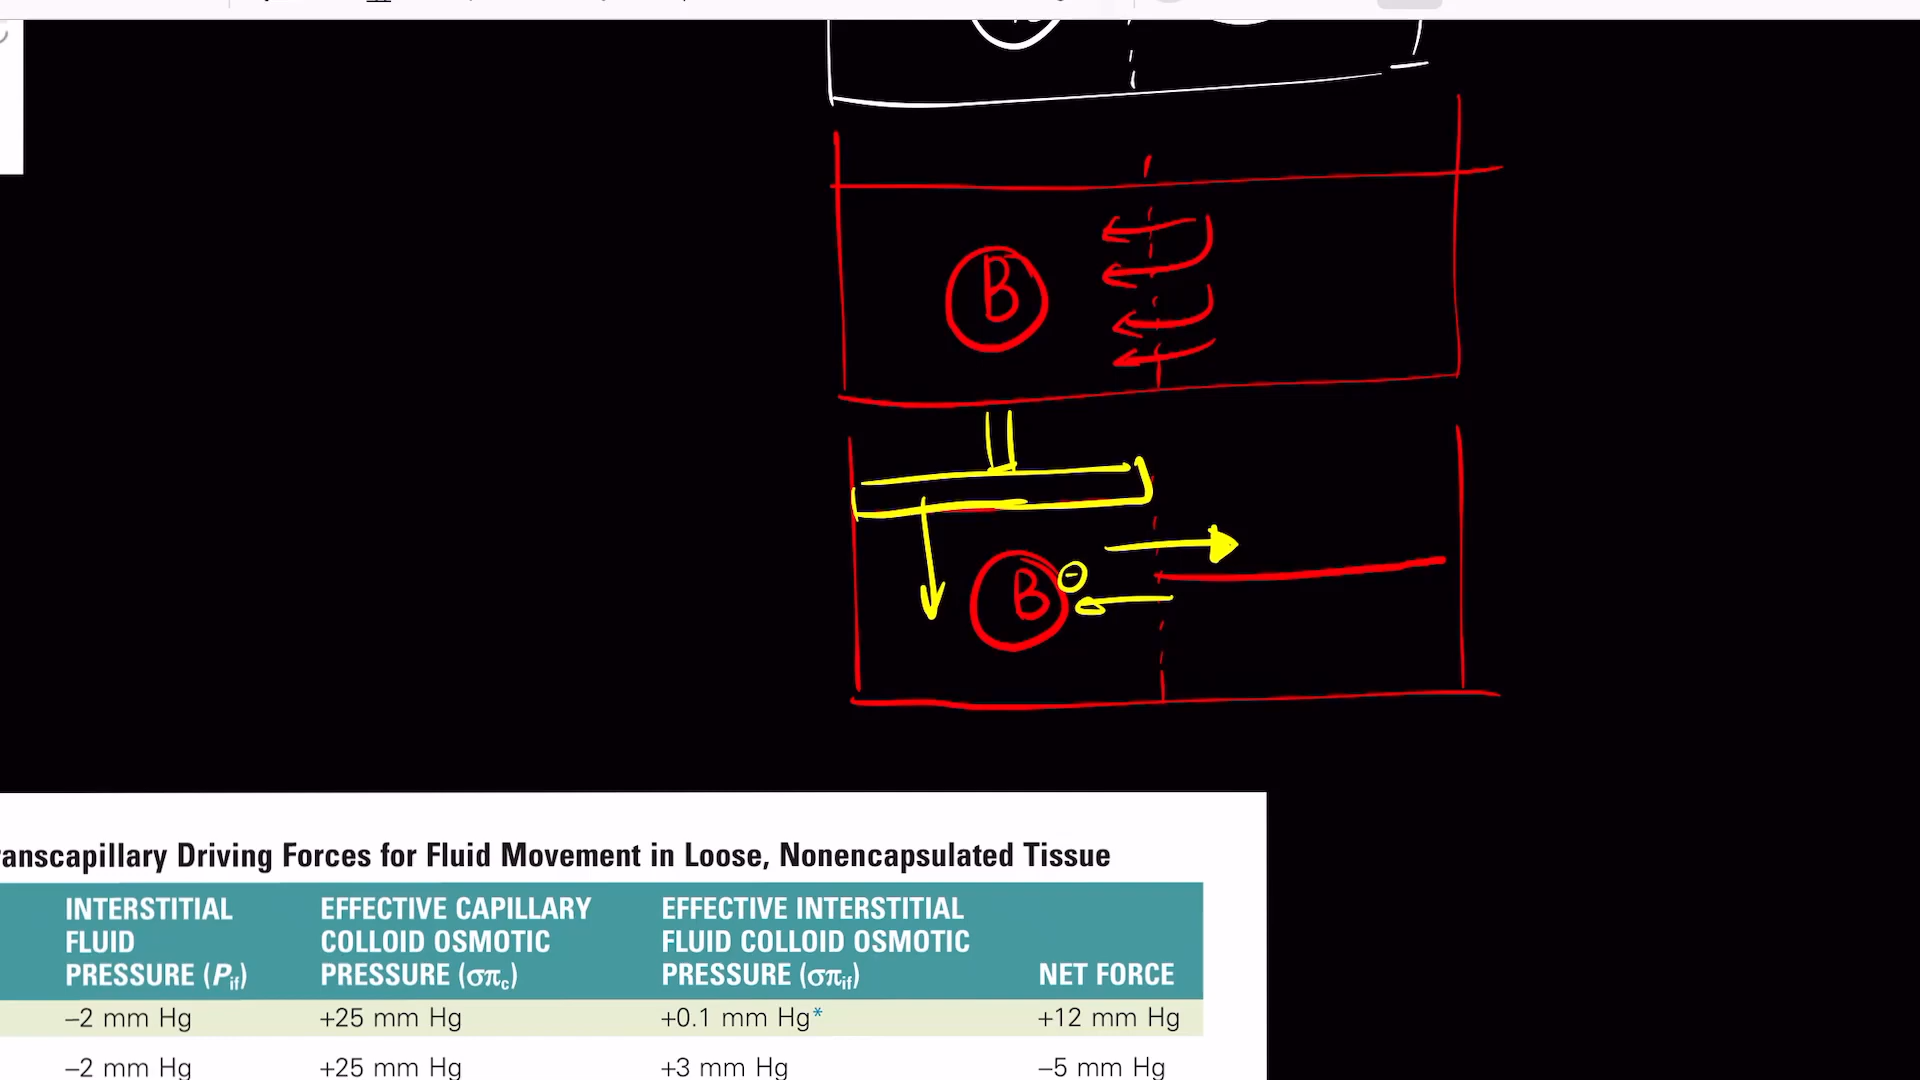 B
B
⊖
ranscapillary Driving Forces for Fluid Movement in Loose, Nonencapsulated Tissue
INTERSTITIAL FLUID PRESSURE (Pif)
EFFECTIVE CAPILLARY COLLOID OSMOTIC PRESSURE (σπc)
EFFECTIVE INTERSTITIAL FLUID COLLOID OSMOTIC PRESSURE (σπif)
NET FORCE
–2 mm Hg +25 mm Hg +0.1 mm Hg* +12 mm Hg
–2 mm Hg +25 mm Hg +3 mm Hg –5 mm Hg